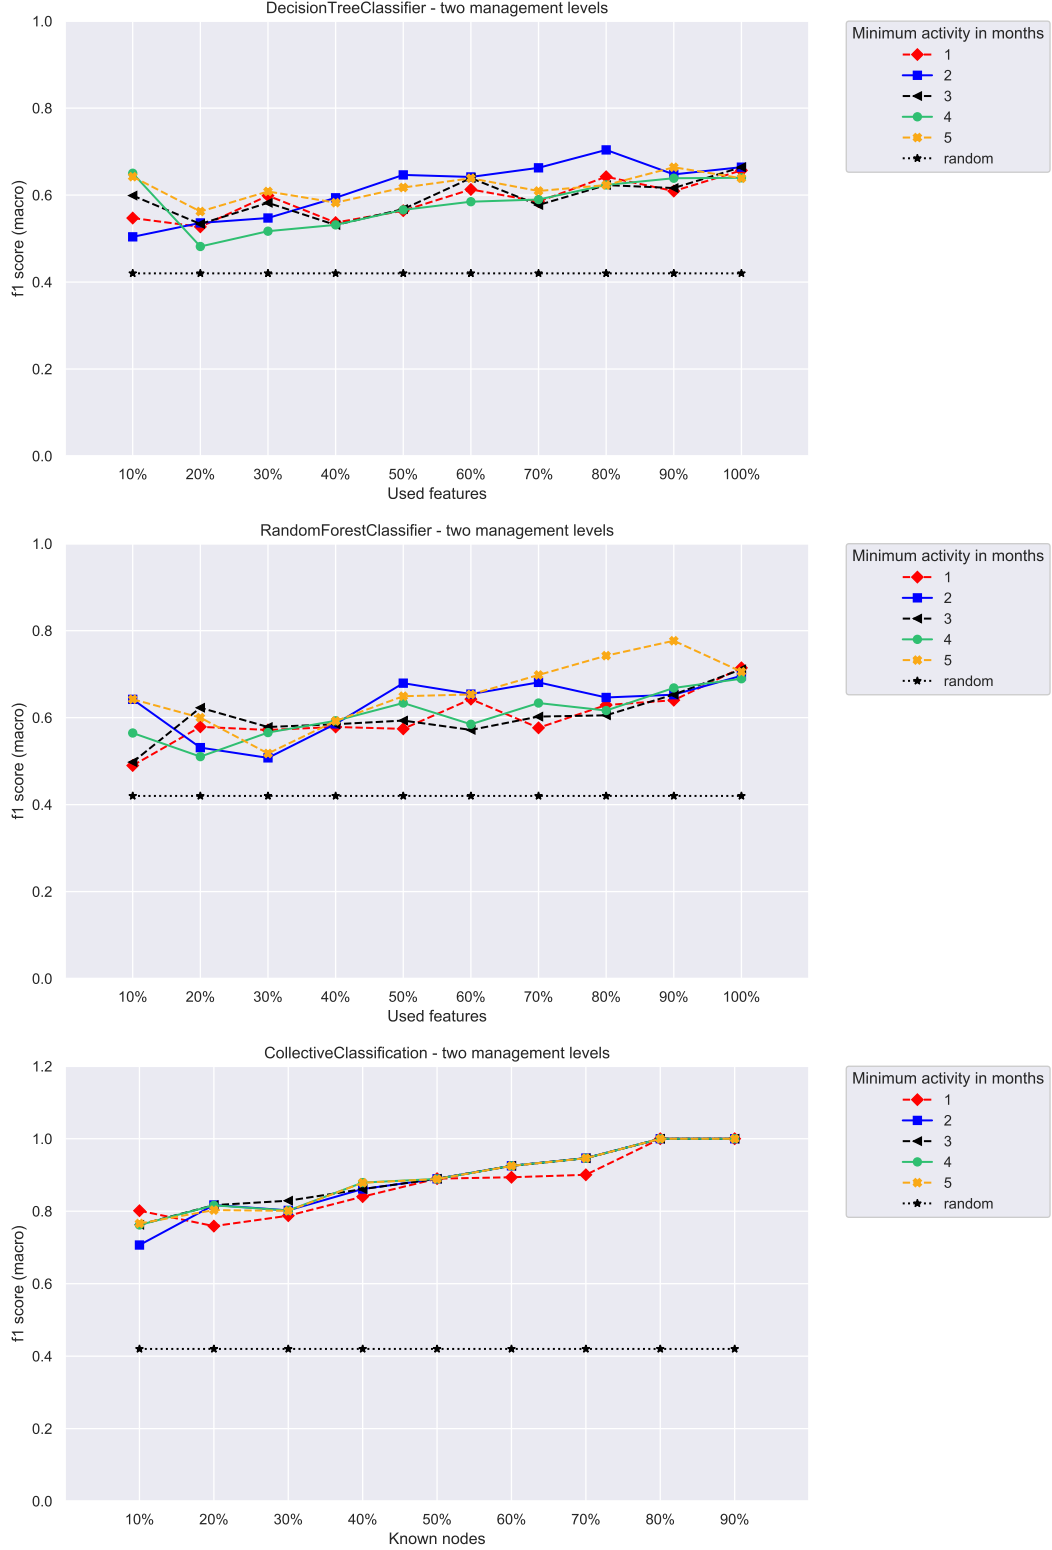 DecisionTreeClassifier - two management levels
1.0
0.8
0.6
0.4
0.2
0.0
f1 score (macro)
10% 20% 30% 40% 50% 60% 70% 80% 90% 100%
Used features
Minimum activity in months
1
2
3
4
5
random
RandomForestClassifier - two management levels
1.0
0.8
0.6
0.4
0.2
0.0
f1 score (macro)
10% 20% 30% 40% 50% 60% 70% 80% 90% 100%
Used features
Minimum activity in months
1
2
3
4
5
random
CollectiveClassification - two management levels
1.2
1.0
0.8
0.6
0.4
0.2
0.0
f1 score (macro)
10% 20% 30% 40% 50% 60% 70% 80% 90%
Known nodes
Minimum activity in months
1
2
3
4
5
random